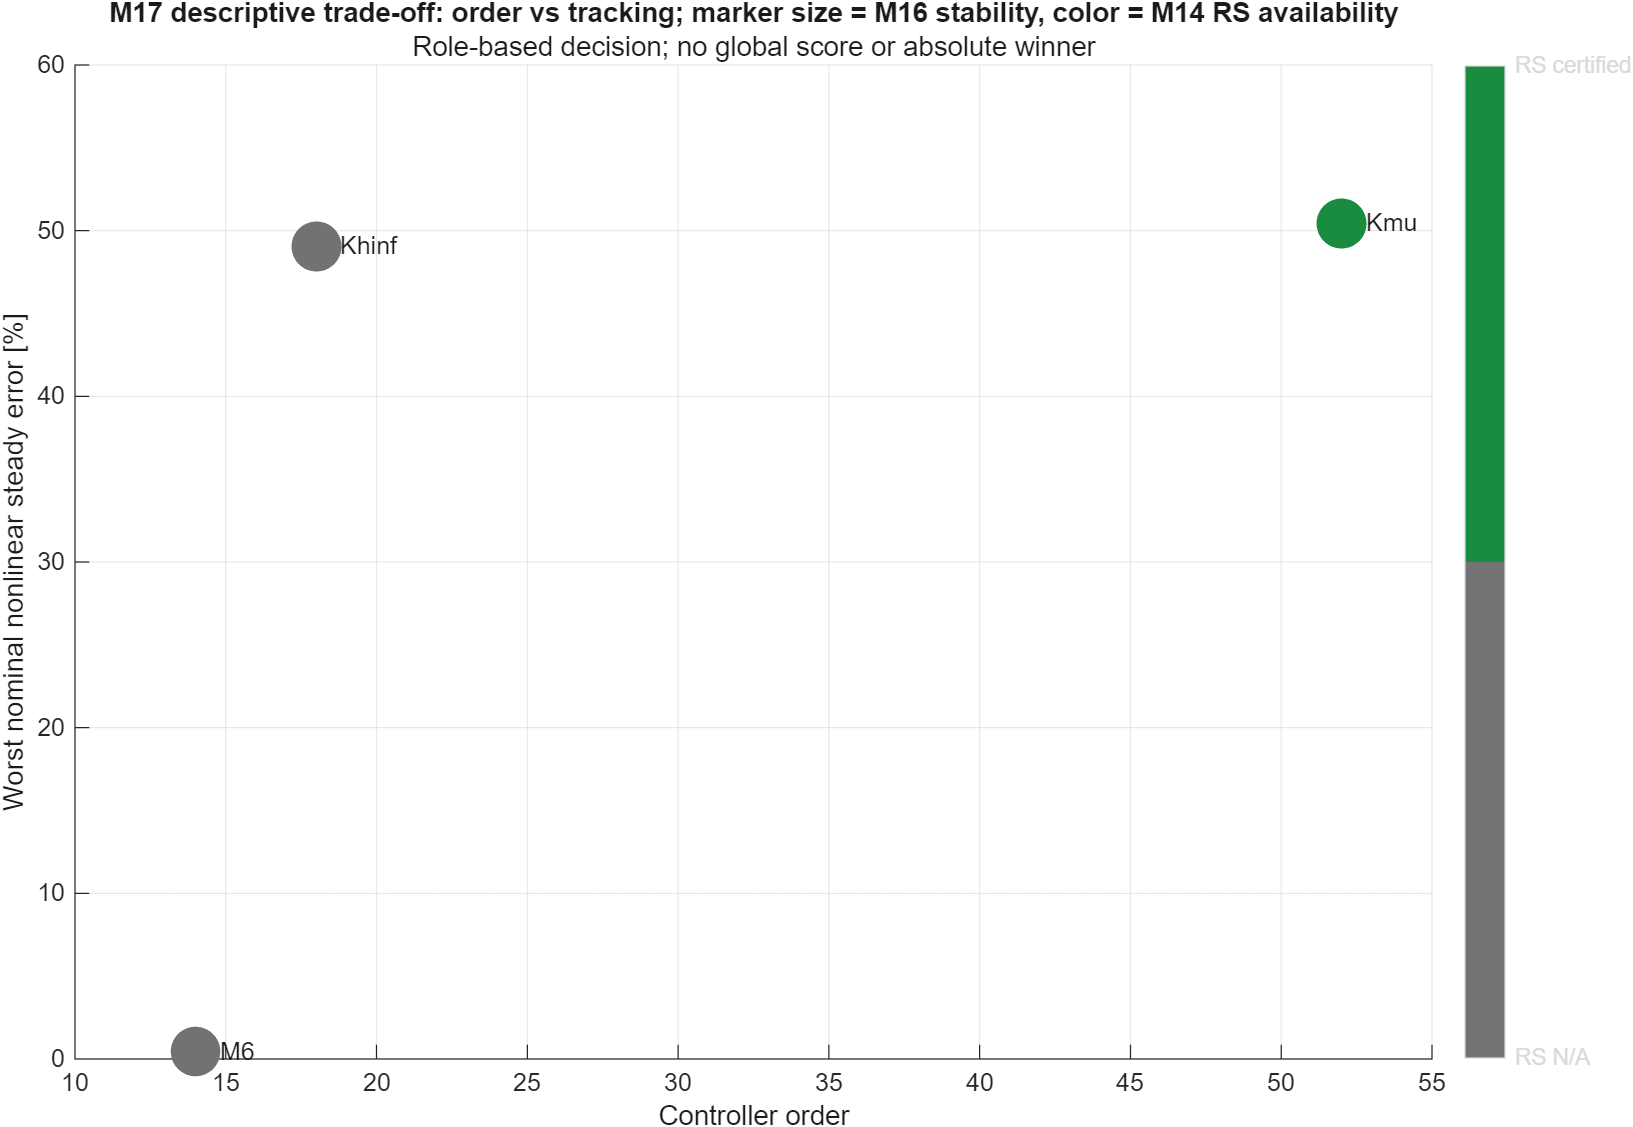 M17 descriptive trade-off: order vs tracking; marker size = M16 stability, color = M14 RS availability
Role-based decision; no global score or absolute winner
60
50
40
30
20
10
0
Worst nominal nonlinear steady error [%]
Khinf
Kmu
M6
10
15
20
25
30
35
40
45
50
55
Controller order
RS certified
RS N/A